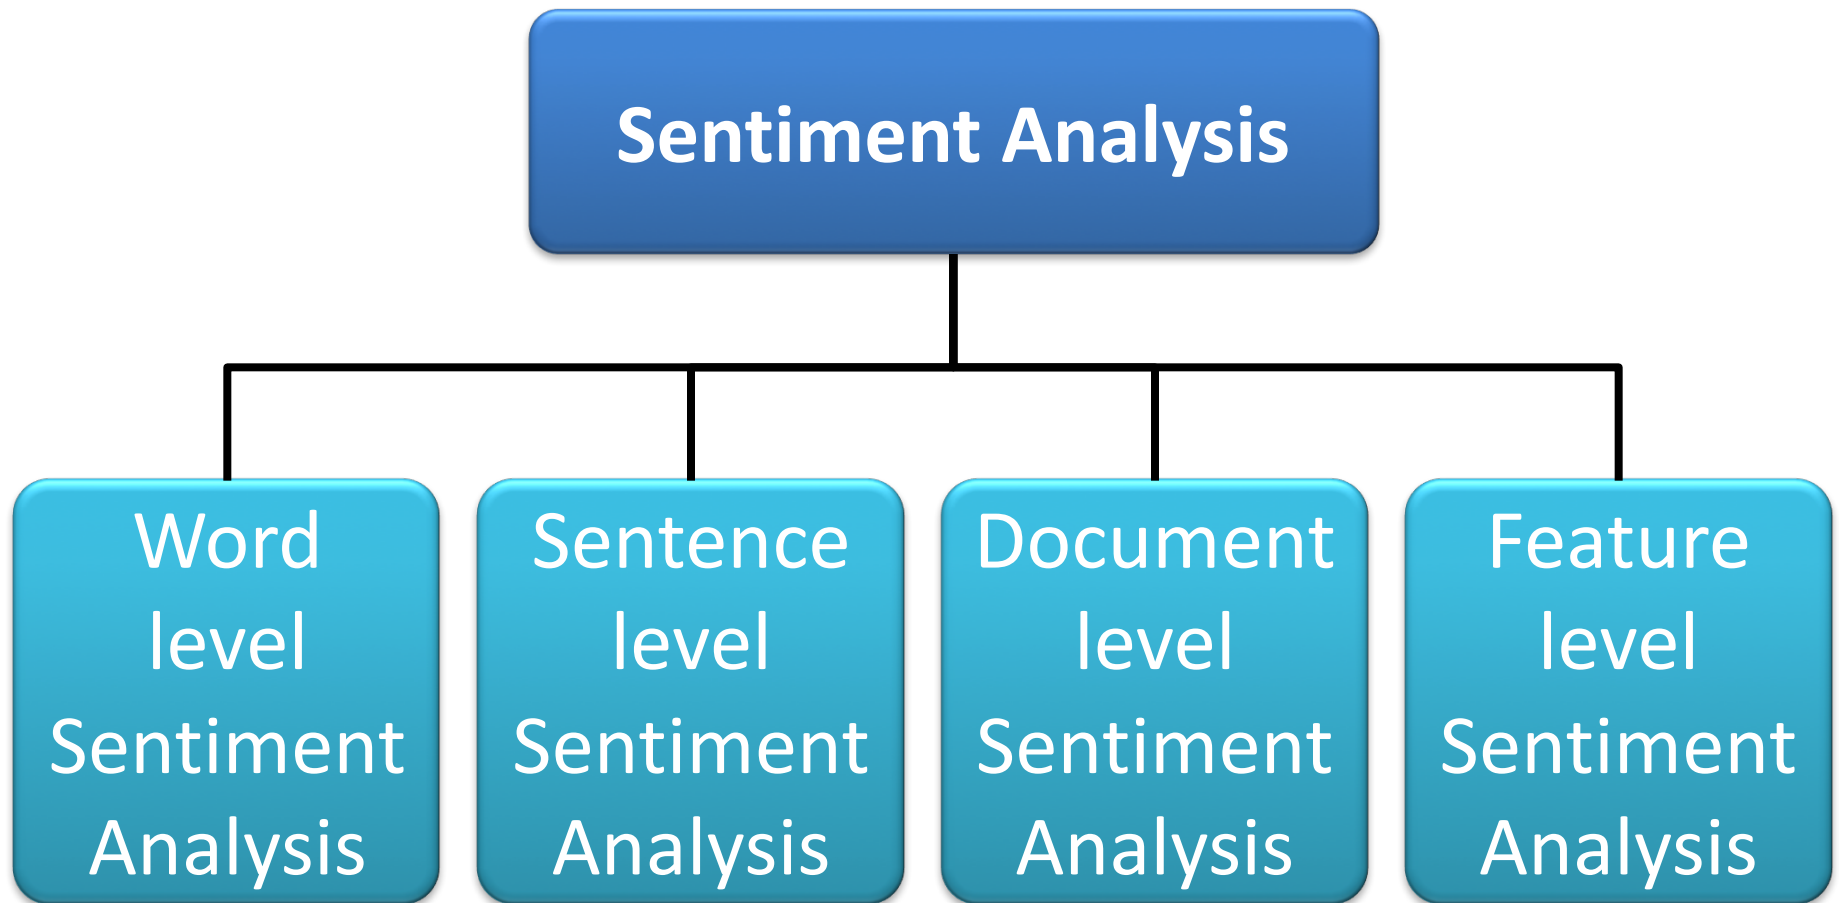 Sentiment Analysis
Word
level
Sentiment
Analysis
Sentence
level
Sentiment
Analysis
Document
level
Sentiment
Analysis
Feature
level
Sentiment
Analysis